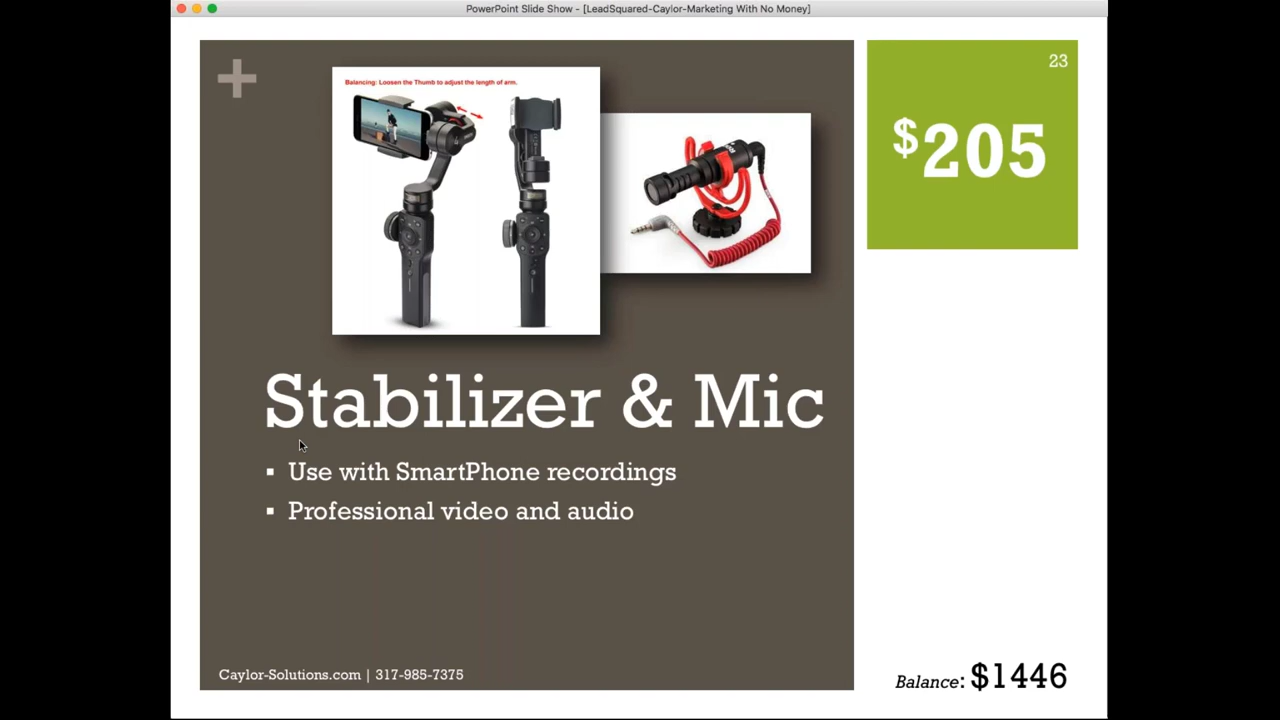 PowerPoint Slide Show - [LeadSquared-Caylor-Marketing With No Money]
23
Balancing: Loosen the Thumb to adjust the length of arm.
$205
Stabilizer & Mic
▪ Use with SmartPhone recordings
▪ Professional video and audio
Caylor-Solutions.com | 317-985-7375
Balance: $1446